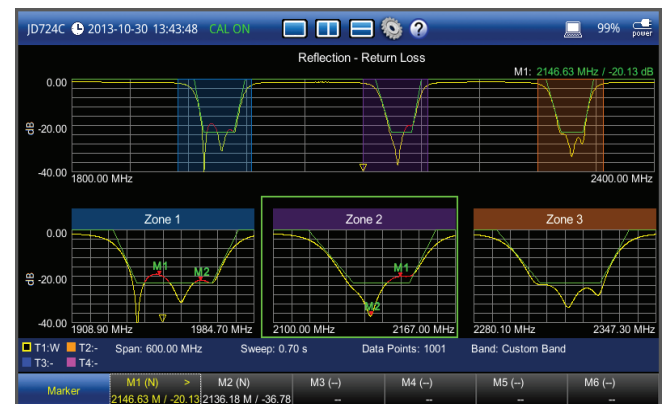 JD724C 2013-10-30 13:43:48 CAL ON ? 99% power
Reflection - Return Loss
M1: 2146.63 MHz / -20.13 dB
0.00
dB -20.00
-40.00
1800.00 MHz 2400.00 MHz
Zone 1 Zone 2 Zone 3
0.00
M1 M2 M1
dB -20.00
M2
-40.00
1908.90 MHz 1984.70 MHz 2100.00 MHz 2167.00 MHz 2280.10 MHz 2347.30 MHz
T1:W T2:- Span: 600.00 MHz Sweep: 0.70 s Data Points: 1001 Band: Custom Band
T3:- T4:-
Marker M1 (N) > M2 (N) M3 (--) M4 (--) M5 (--) M6 (--)
2146.63 M / -20.13 2136.18 M / -36.78 -- -- -- --